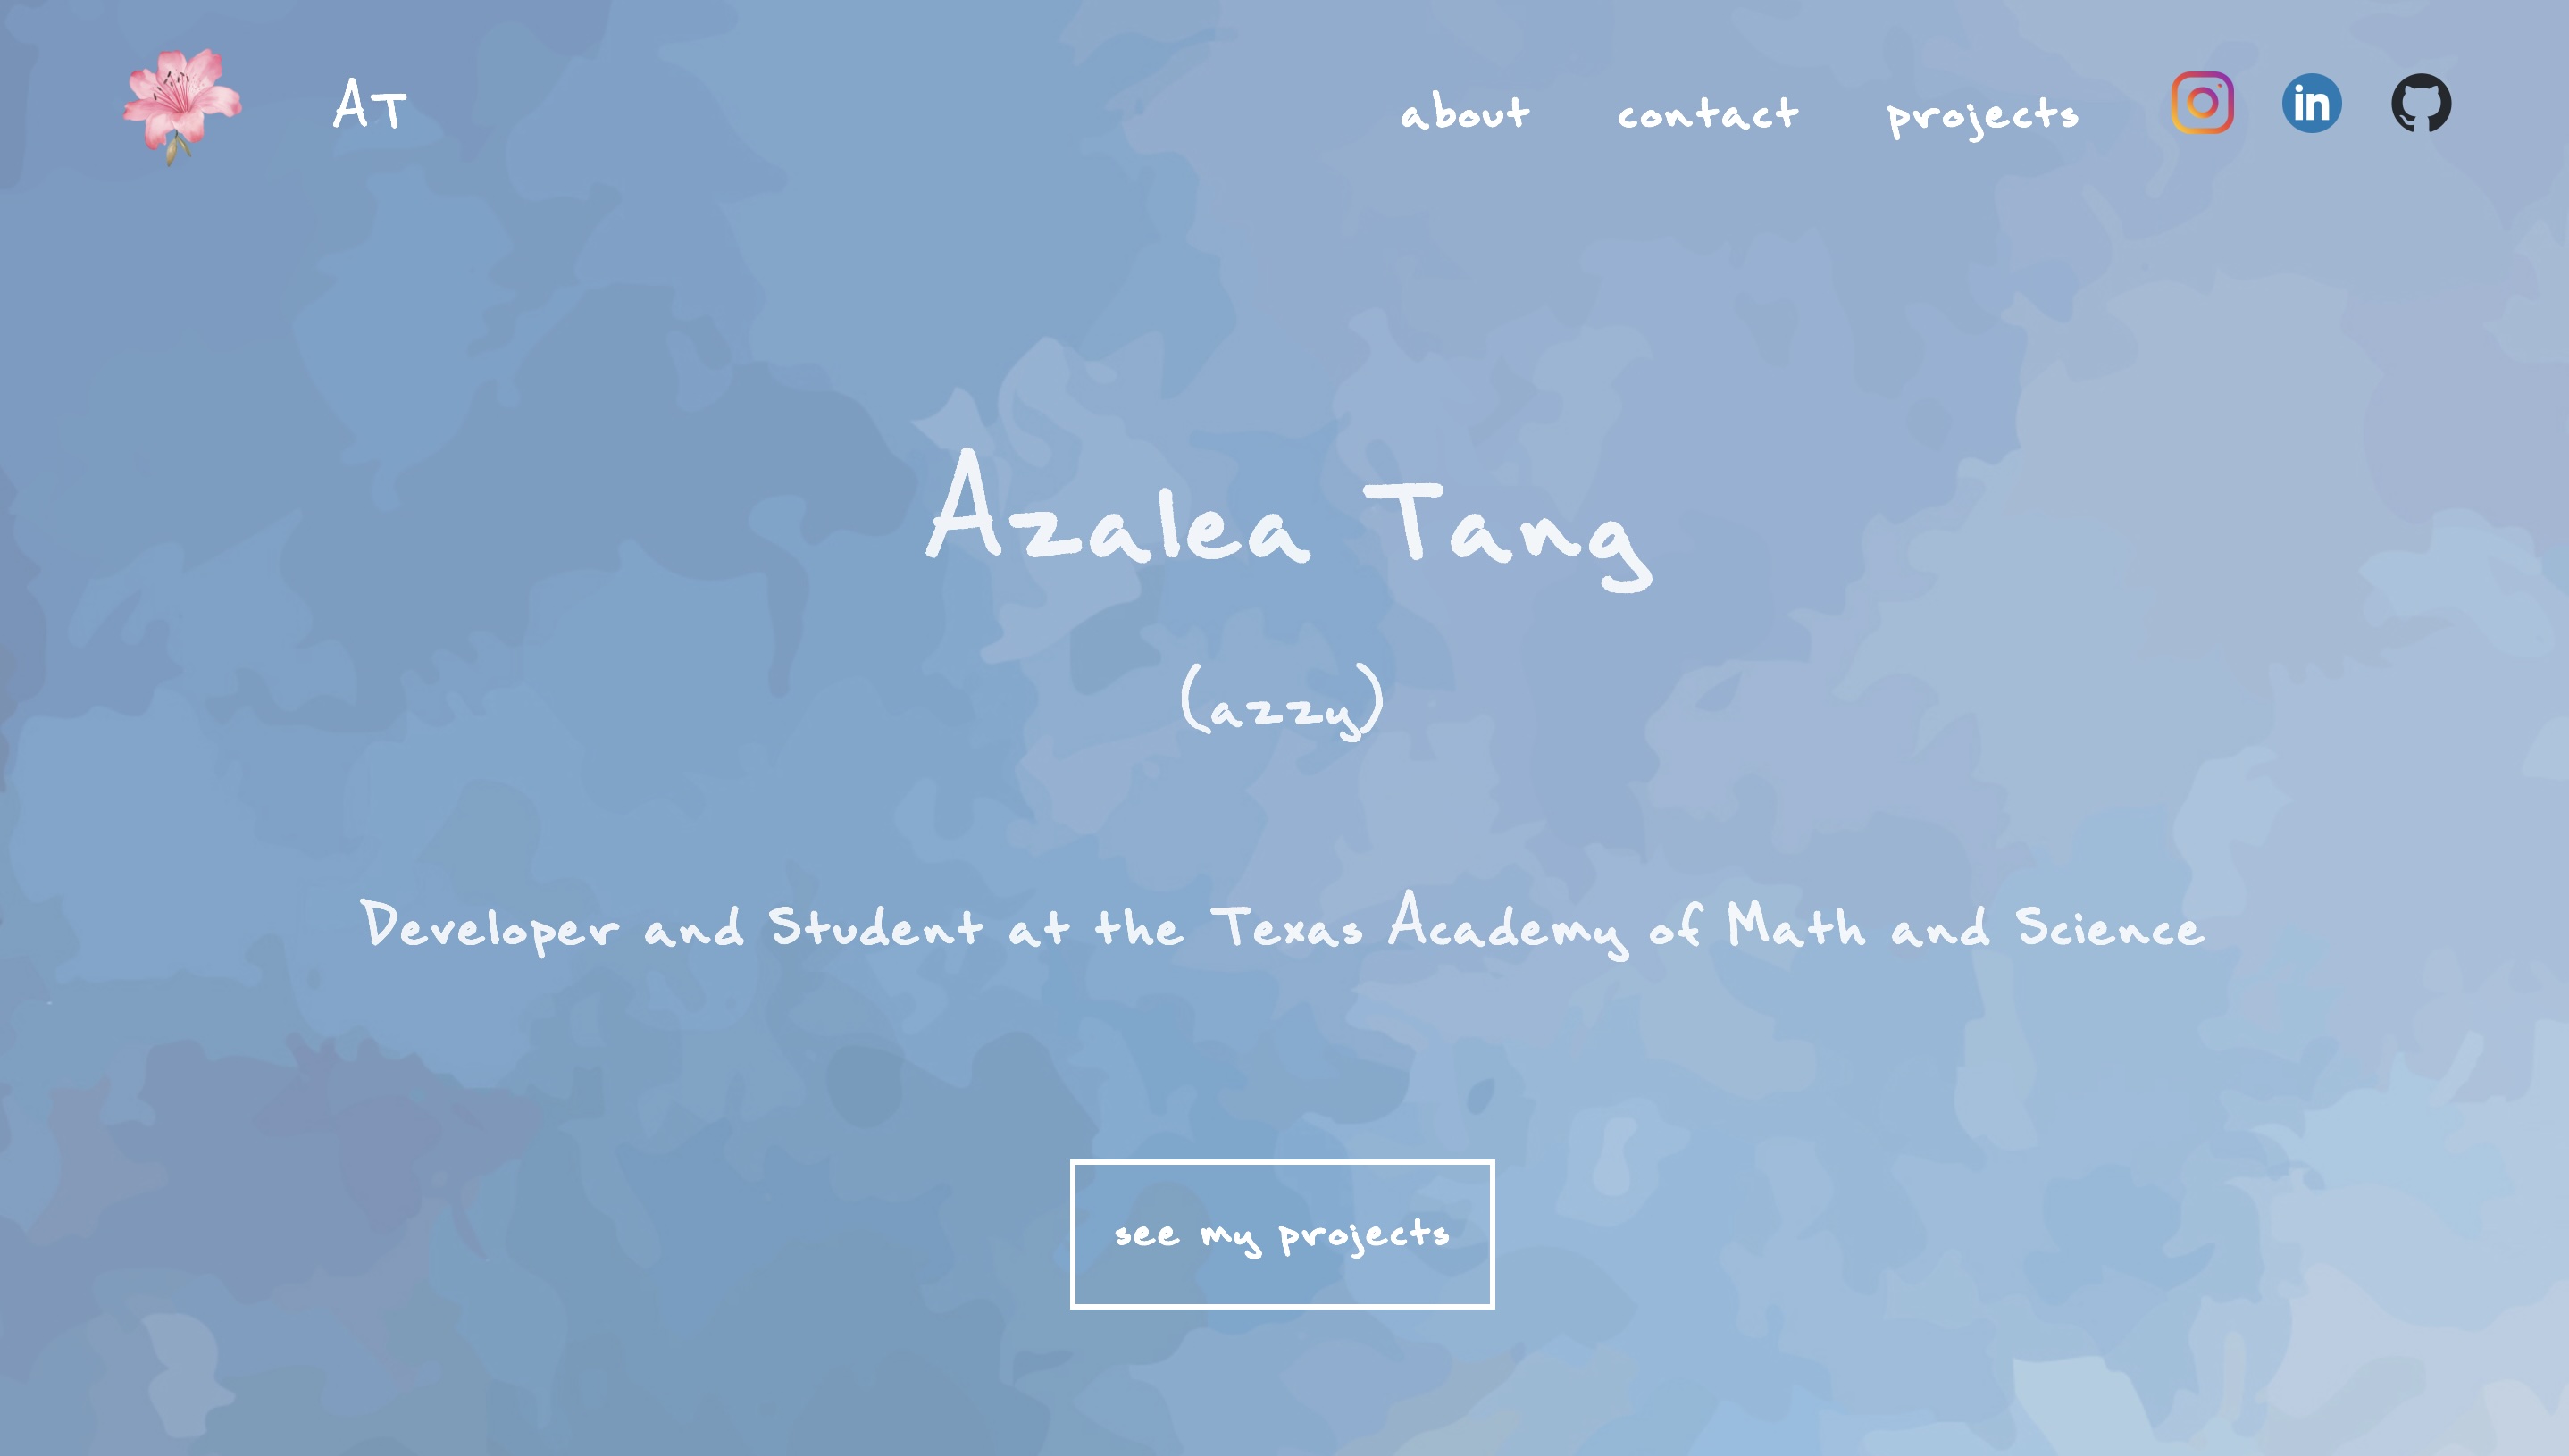 AT
about contact projects in
Azalea Tang
(azzy)
Developer and Student at the Texas Academy of Math and Science
see my projects